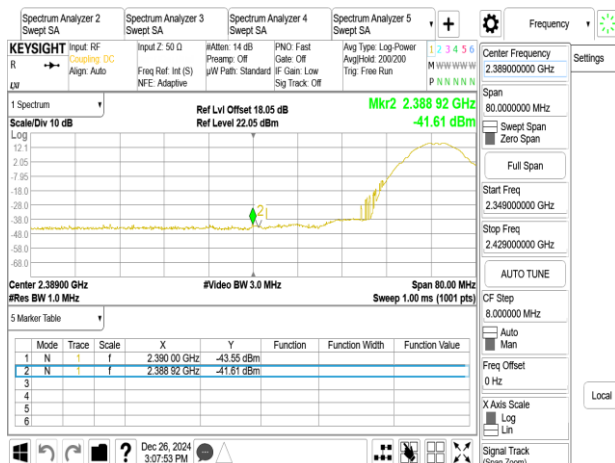 Spectrum Analyzer 2
Swept SA
Spectrum Analyzer 3
Swept SA
Spectrum Analyzer 4
Swept SA
Spectrum Analyzer 5
Swept SA
+
Frequency
KEYSIGHT
R
Input: RF
Coupling: DC
Align: Auto
Input Z: 50 Ω
Freq Ref: Int (S)
NFE: Adaptive
#Atten: 14 dB
Preamp: Off
µW Path: Standard
PNO: Fast
Gate: Off
IF Gain: Low
Sig Track: Off
Avg Type: Log-Power
Avg|Hold: 200/200
Trig: Free Run
1 2 3 4 5 6
M W W W W W
P N N N N N
1 Spectrum
Scale/Div 10 dB
Ref Lvl Offset 18.05 dB
Ref Level 22.05 dBm
Mkr2 2.388 92 GHz
-41.61 dBm
Log
12.1
2.05
-7.95
-18.0
-28.0
-38.0
-48.0
-58.0
-68.0
2
1
Center 2.38900 GHz
#Res BW 1.0 MHz
#Video BW 3.0 MHz
Span 80.00 MHz
Sweep 1.00 ms (1001 pts)
5 Marker Table
Mode Trace Scale X Y Function Function Width Function Value
1 N 1 f 2.390 00 GHz -43.55 dBm
2 N 1 f 2.388 92 GHz -41.61 dBm
3
4
5
6
?
Dec 26, 2024
3:07:53 PM
Center Frequency
2.389000000 GHz
Settings
Span
80.0000000 MHz
Swept Span
Zero Span
Full Span
Start Freq
2.349000000 GHz
Stop Freq
2.429000000 GHz
AUTO TUNE
CF Step
8.000000 MHz
Auto
Man
Freq Offset
0 Hz
Local
X Axis Scale
Log
Lin
Signal Track
(Span Zoom)